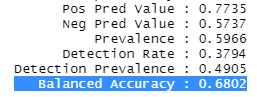 Pos Pred Value : 0.7735
Neg Pred Value : 0.5737
Prevalence : 0.5966
Detection Rate : 0.3794
Detection Prevalence : 0.4905
Balanced Accuracy : 0.6802